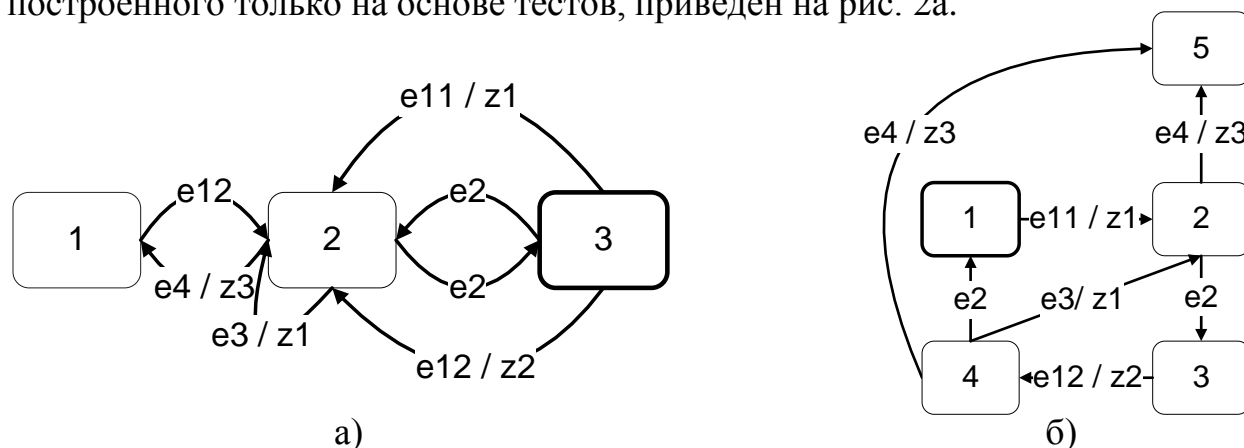 построенного только на основе тестов, приведен на рис. 2а.
5
e11 / z1
e4 / z3
e4 / z3
e12
e2
1
2
3
1
e11 / z1
2
e4 / z3
e2
e3 / z1
e2
e3/ z1
e2
e12 / z2
4
e12 / z2
3
а)
б)